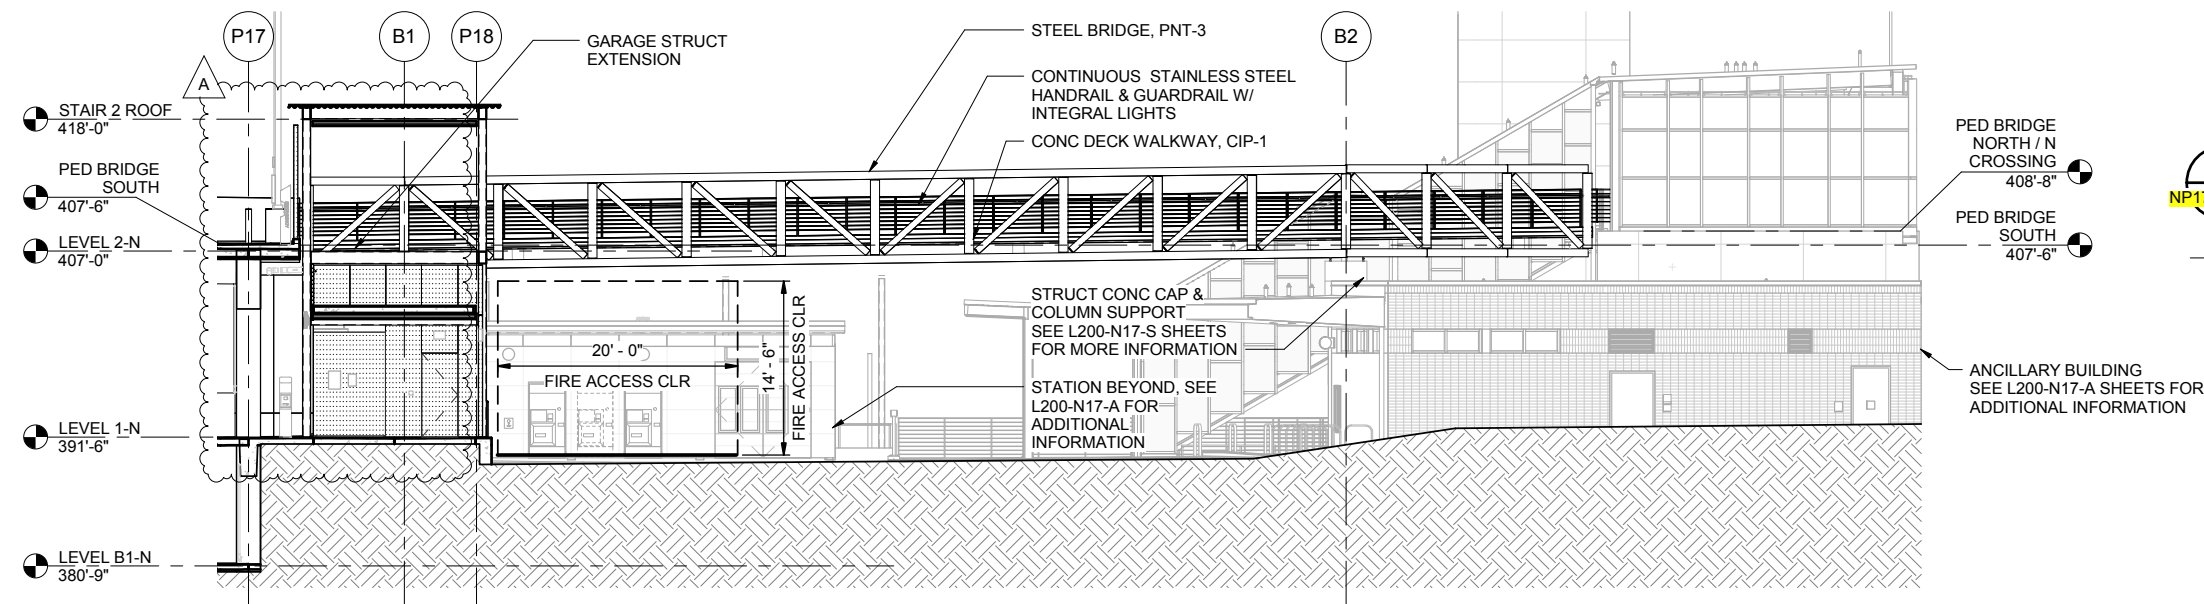 P17
B1
P18
B2
A
GARAGE STRUCT
EXTENSION
STEEL BRIDGE, PNT-3
CONTINUOUS STAINLESS STEEL
HANDRAIL & GUARDRAIL W/
INTEGRAL LIGHTS
CONC DECK WALKWAY, CIP-1
STAIR 2 ROOF
418'-0"
PED BRIDGE
SOUTH
407'-6"
LEVEL 2-N
407'-0"
LEVEL 1-N
391'-6"
LEVEL B1-N
380'-9"
20' - 0"
FIRE ACCESS CLR
14' - 6"
FIRE ACCESS CLR
STRUCT CONC CAP &
COLUMN SUPPORT
SEE L200-N17-S SHEETS
FOR MORE INFORMATION
STATION BEYOND, SEE
L200-N17-A FOR
ADDITIONAL
INFORMATION
PED BRIDGE
NORTH / N
CROSSING
408'-8"
PED BRIDGE
SOUTH
407'-6"
ANCILLARY BUILDING
SEE L200-N17-A SHEETS FOR
ADDITIONAL INFORMATION